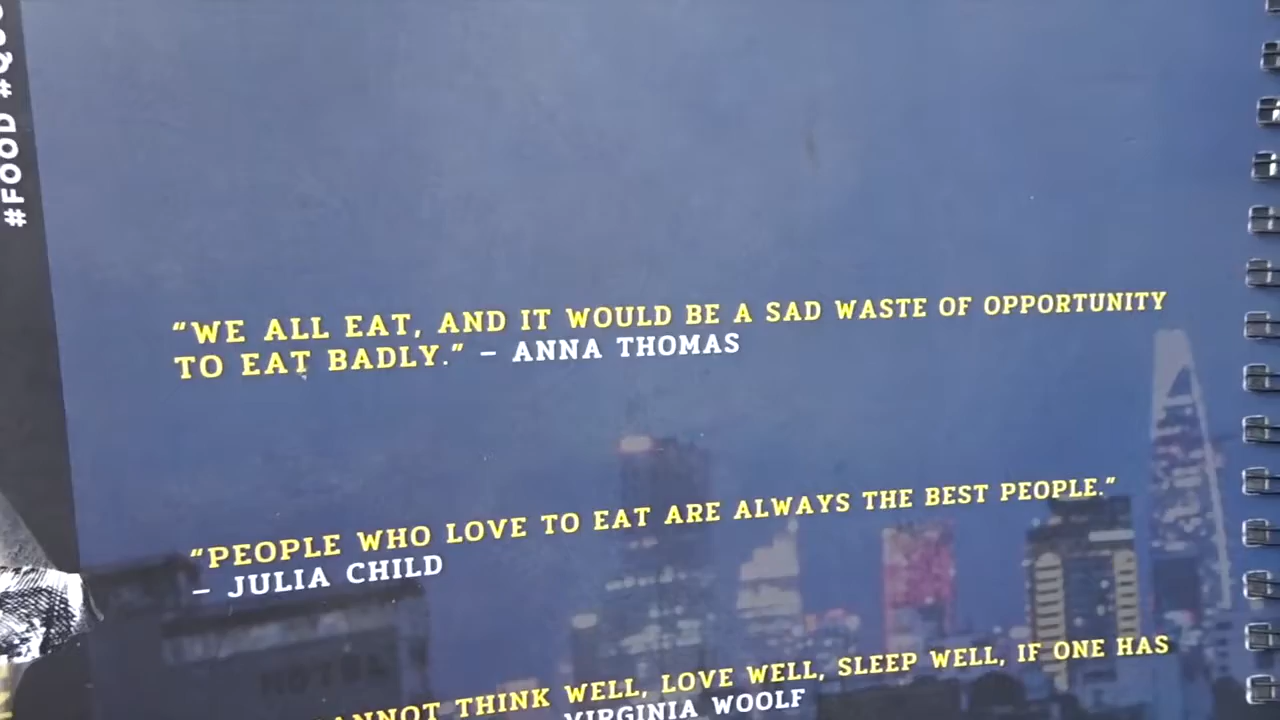 #FOOD
"WE ALL EAT, AND IT WOULD BE A SAD WASTE OF OPPORTUNITY
TO EAT BADLY." – ANNA THOMAS
"PEOPLE WHO LOVE TO EAT ARE ALWAYS THE BEST PEOPLE."
– JULIA CHILD
THINK WELL, LOVE WELL, SLEEP WELL, IF ONE HAS
VIRGINIA WOOLF